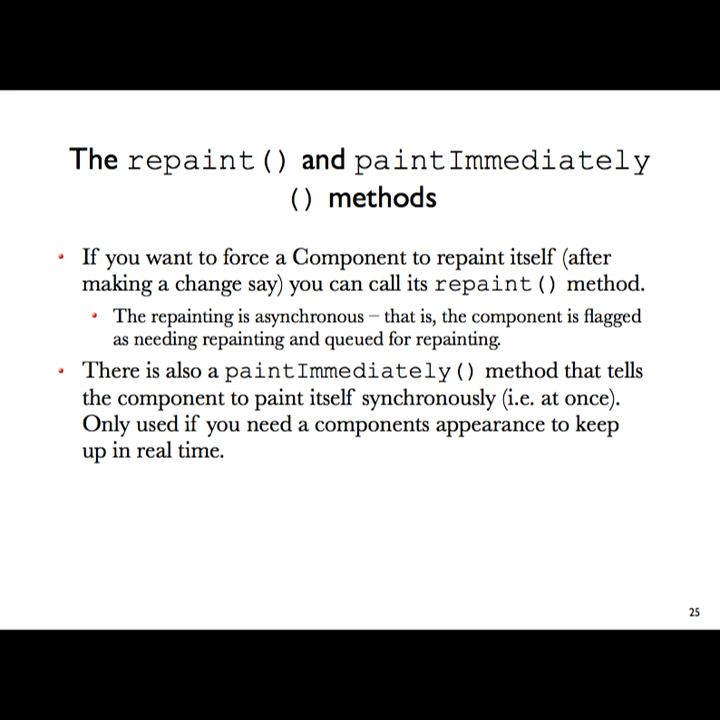 The repaint() and paintImmediately
() methods
• If you want to force a Component to repaint itself (after
making a change say) you can call its repaint() method.
• The repainting is asynchronous – that is, the component is flagged
as needing repainting and queued for repainting.
• There is also a paintImmediately() method that tells
the component to paint itself synchronously (i.e. at once).
Only used if you need a components appearance to keep
up in real time.
25